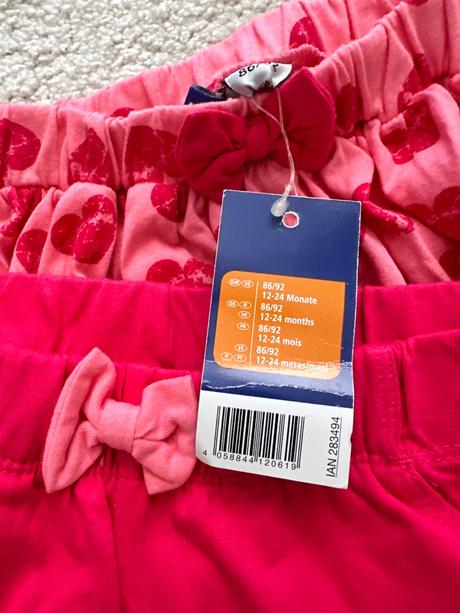 86/92
12-24 Monate
86/92
12-24 months
86/92
12-24 mois
86/92
12-24 meses/mesi
4 058844 120619
IAN 283494